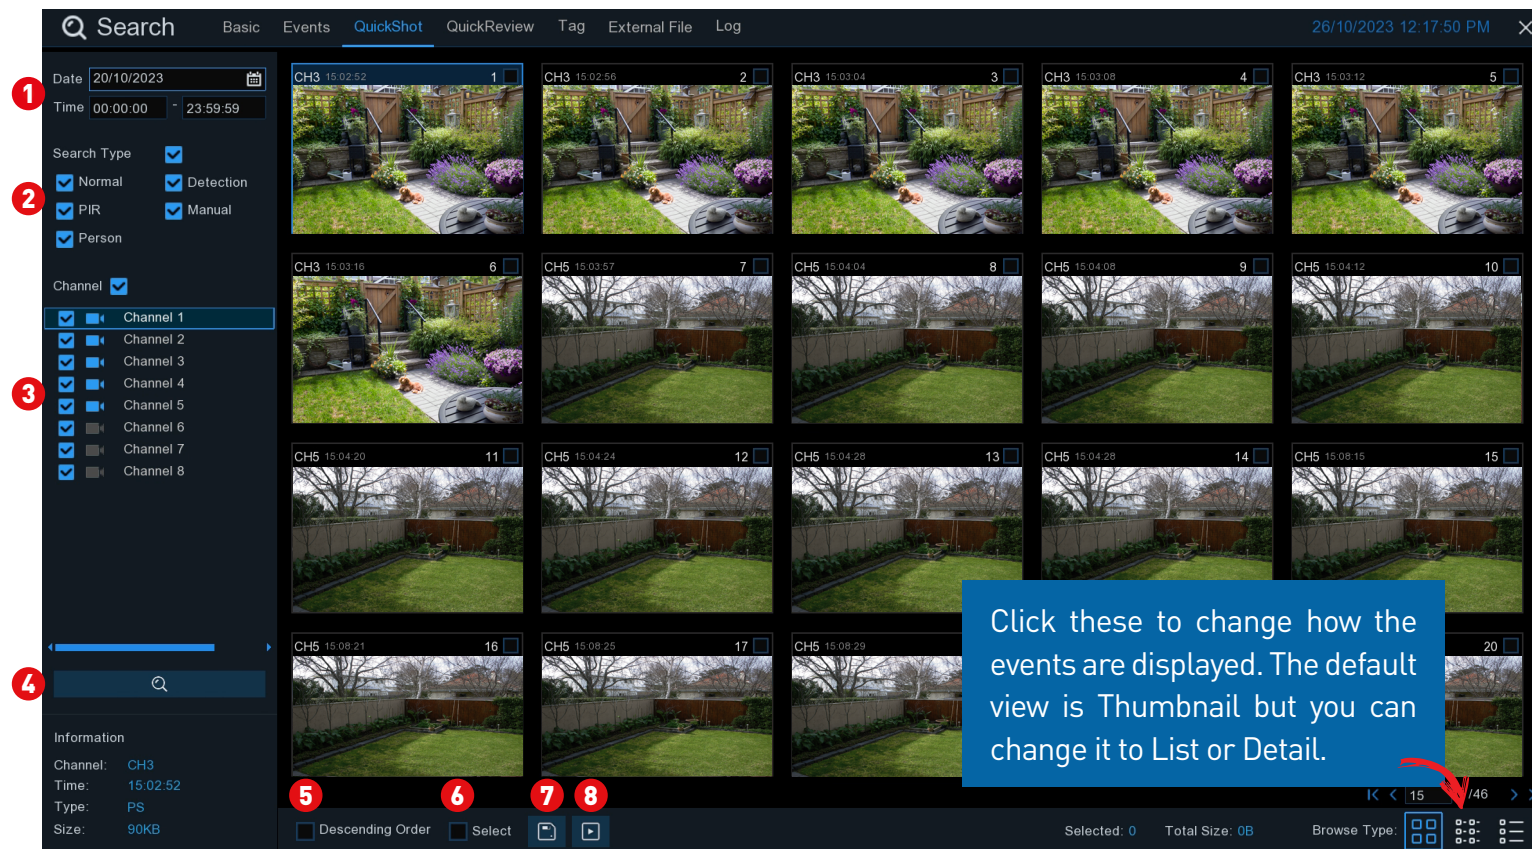 Search Basic Events QuickShot QuickReview Tag External File Log 26/10/2023 12:17:50 PM
1
Date 20/10/2023
Time 00:00:00 - 23:59:59
2
Search Type
Normal Detection
PIR Manual
Person
3
Channel
Channel 1
Channel 2
Channel 3
Channel 4
Channel 5
Channel 6
Channel 7
Channel 8
4
Information
Channel: CH3
Time: 15:02:52
Type: PS
Size: 90KB
CH3 15:02:52 1
CH3 15:02:56 2
CH3 15:03:04 3
CH3 15:03:08 4
CH3 15:03:12 5
CH3 15:03:16 6
CH5 15:03:57 7
CH5 15:04:04 8
CH5 15:04:08 9
CH5 15:04:12 10
CH5 15:04:20 11
CH5 15:04:24 12
CH5 15:04:28 13
CH5 15:04:28 14
CH5 15:08:15 15
CH5 15:08:21 16
CH5 15:08:25 17
CH5 15:08:29
20
Click these to change how the
events are displayed. The default
view is Thumbnail but you can
change it to List or Detail.
15 /46
5 6 7 8
Descending Order Select
Selected: 0 Total Size: 0B Browse Type: